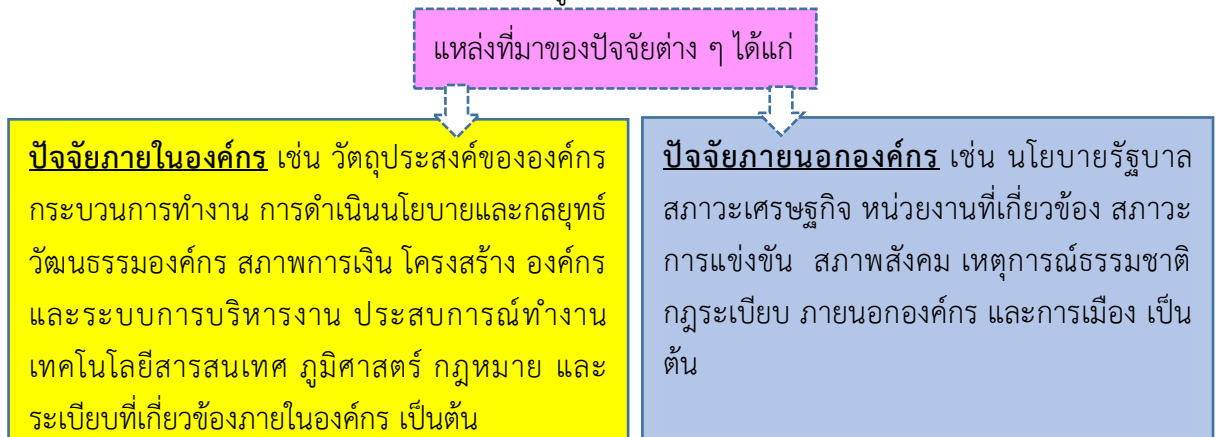 แหล่งที่มาของปัจจัยต่าง ๆ ได้แก่
ปัจจัยภายในองค์กร เช่น วัตถุประสงค์ขององค์กร
กระบวนการทำงาน การดำเนินนโยบายและกลยุทธ์
วัฒนธรรมองค์กร สภาพการเงิน โครงสร้าง องค์กร
และระบบการบริหารงาน ประสบการณ์ทำงาน
เทคโนโลยีสารสนเทศ ภูมิศาสตร์ กฎหมาย และ
ระเบียบที่เกี่ยวข้องภายในองค์กร เป็นต้น
ปัจจัยภายนอกองค์กร เช่น นโยบายรัฐบาล
สภาวะเศรษฐกิจ หน่วยงานที่เกี่ยวข้อง สภาวะ
การแข่งขัน สภาพสังคม เหตุการณ์ธรรมชาติ
กฎระเบียบ ภายนอกองค์กร และการเมือง เป็น
ต้น